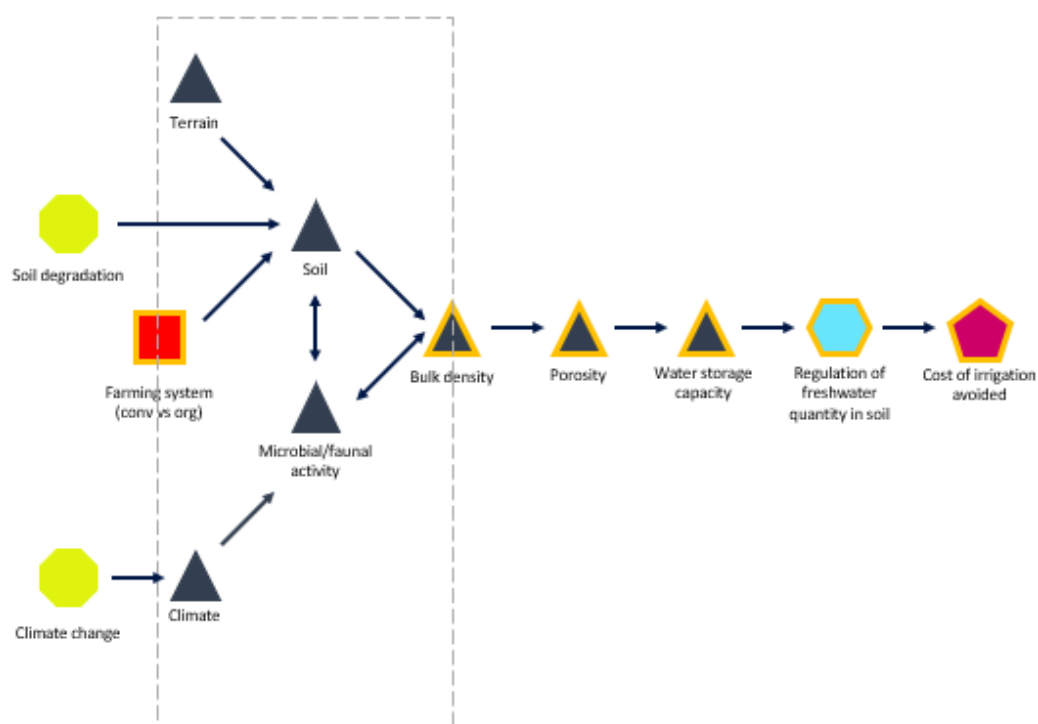 Terrain
Soil degradation
Soil
Farming system
(conv vs org)
Bulk density
Porosity
Water storage
capacity
Regulation of
freshwater
quantity in soil
Cost of irrigation
avoided
Microbial/faunal
activity
Climate change
Climate